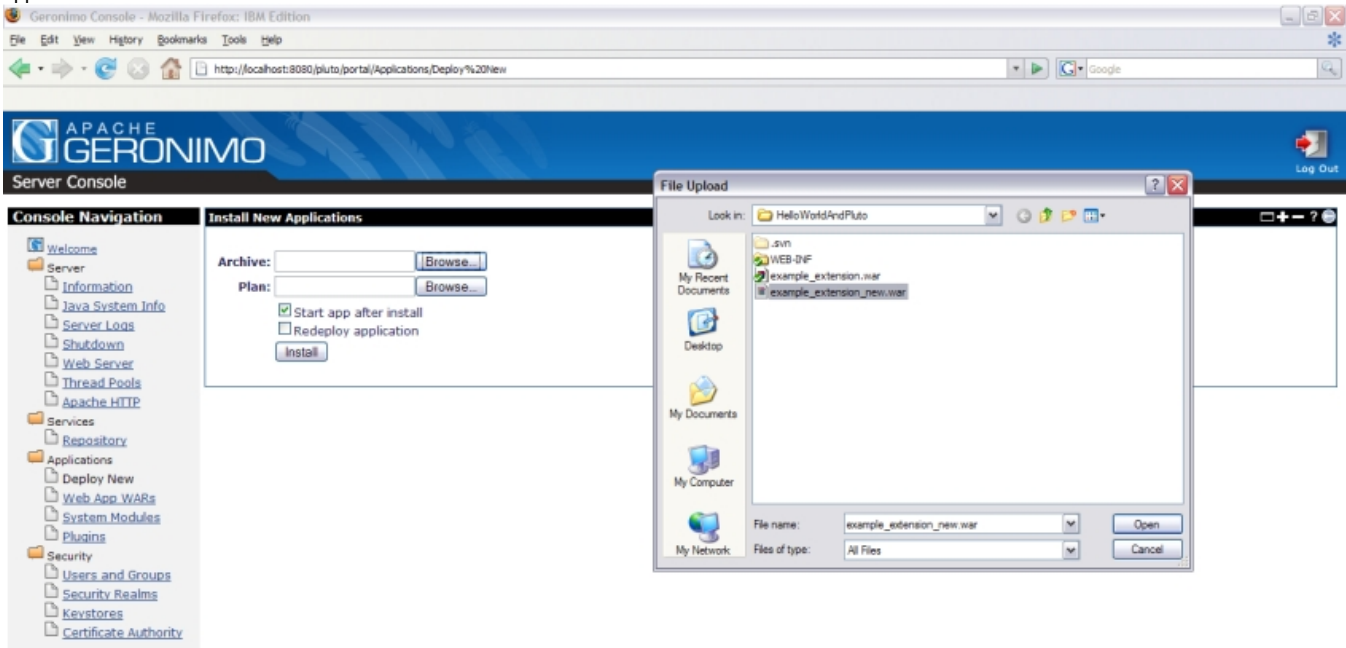 Geronimo Console - Mozilla Firefox: IBM Edition
File Edit View History Bookmarks Tools Help
http://localhost:8080/pluto/portal/Applications/Deploy%20New
G Google
APACHE
GERONIMO
Log Out
Server Console
File Upload
Console Navigation
Install New Applications
Look in: HelloWorldAndPluto
Welcome
Server
Information
Java System Info
Server Logs
Shutdown
Web Server
Thread Pools
Apache HTTP
Services
Repository
Applications
Deploy New
Web App WARs
System Modules
Plugins
Security
Users and Groups
Security Realms
Keystores
Certificate Authority
Archive: Browse...
Plan: Browse...
Start app after install
Redeploy application
Install
My Recent Documents
Desktop
My Documents
My Computer
My Network
.svn
WEB-INF
example_extension.war
example_extension_new.war
File name: example_extension_new.war Open
Files of type: All Files Cancel